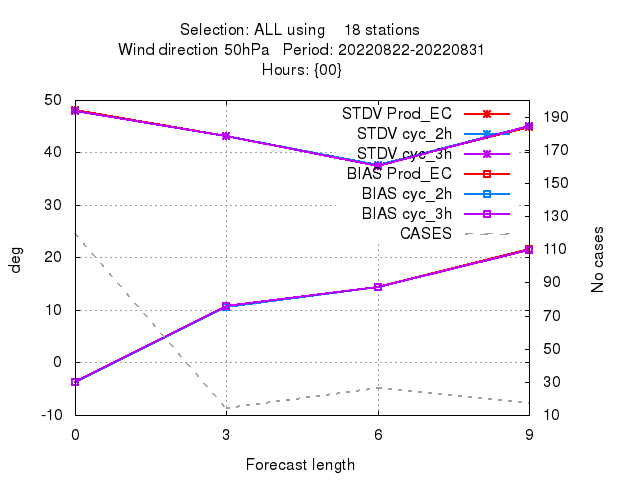 Selection: ALL using    18 stations
Wind direction 50hPa   Period: 20220822-20220831
Hours: {00}
50
40
30
20
10
0
-10
deg
STDV Prod_EC
STDV cyc_2h
STDV cyc_3h
BIAS Prod_EC
BIAS cyc_2h
BIAS cyc_3h
CASES
190
170
150
130
110
90
70
50
30
10
No cases
0 3 6 9
Forecast length